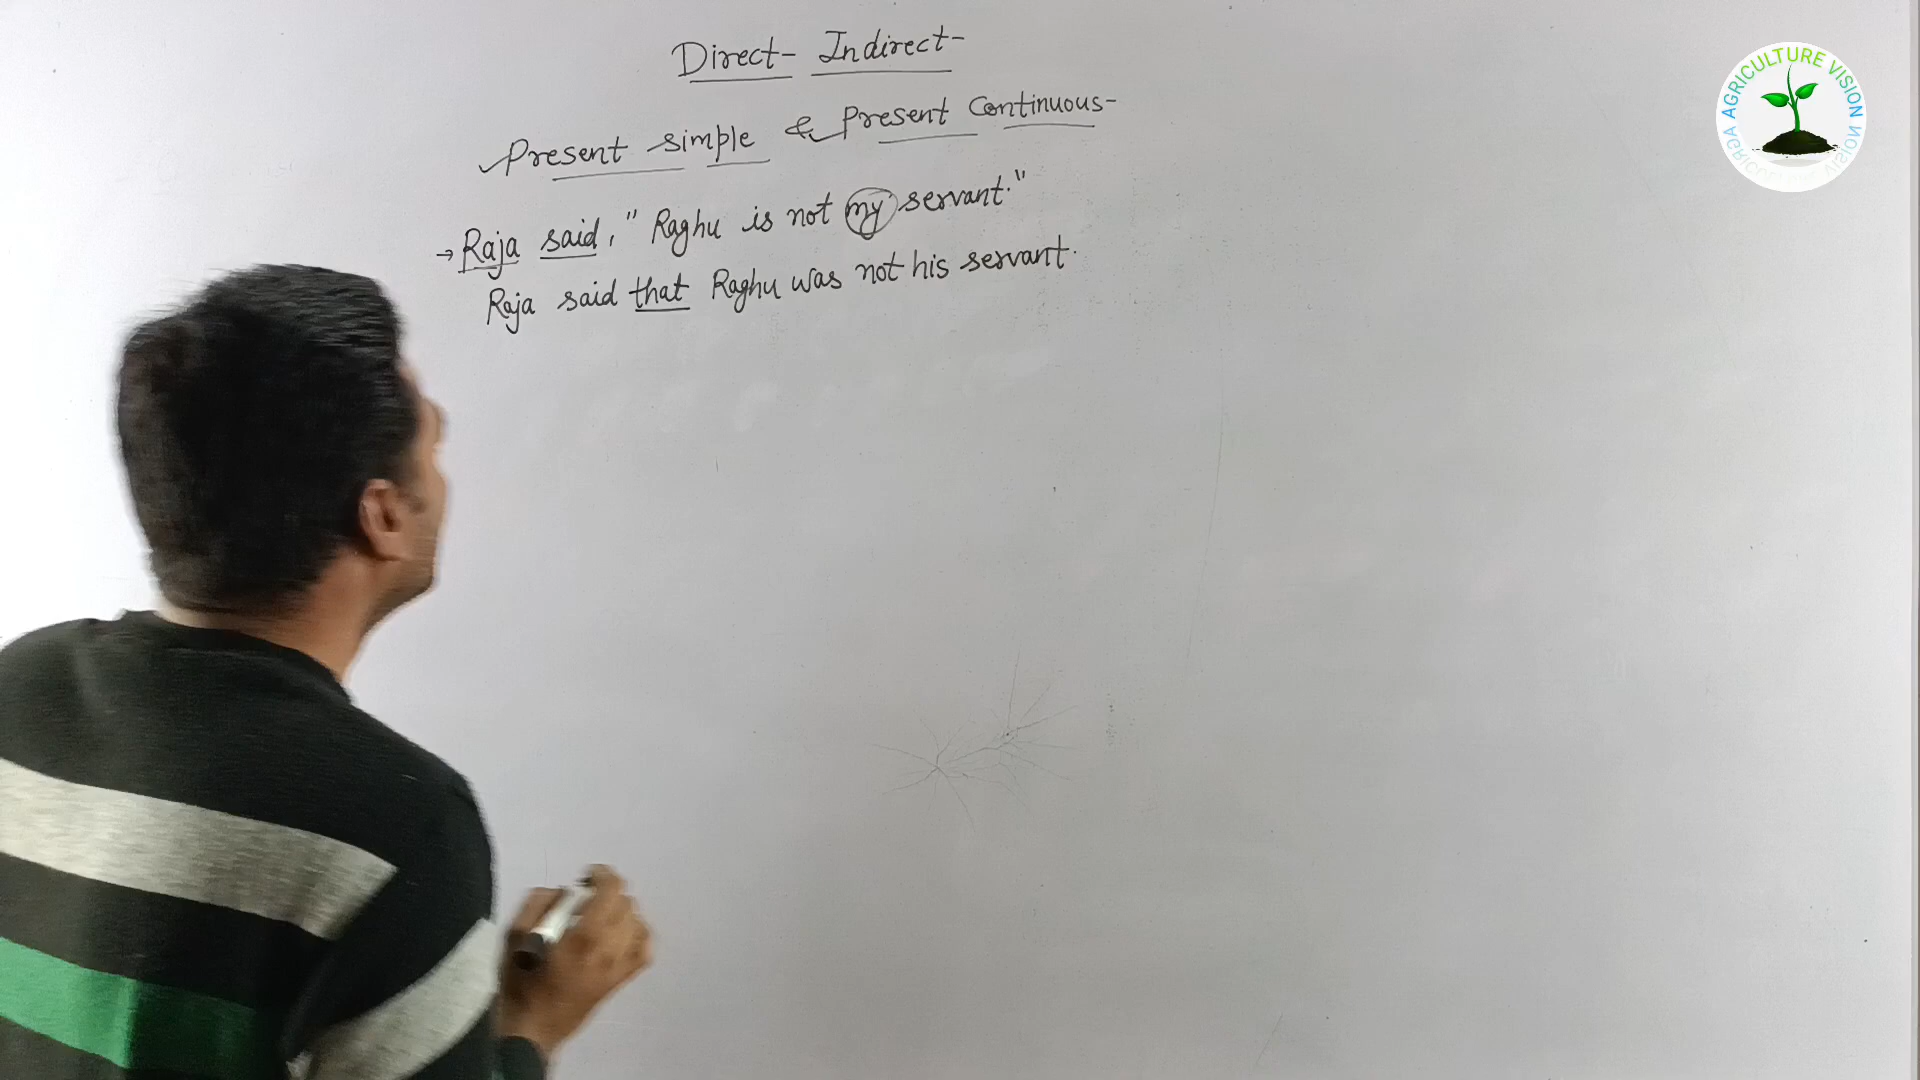 Direct- Indirect-
Present simple & Present Continuous-
→ Raja said, " Raghu is not my servant."
Raja said that Raghu was not his servant.
AGRICULTURE VISION